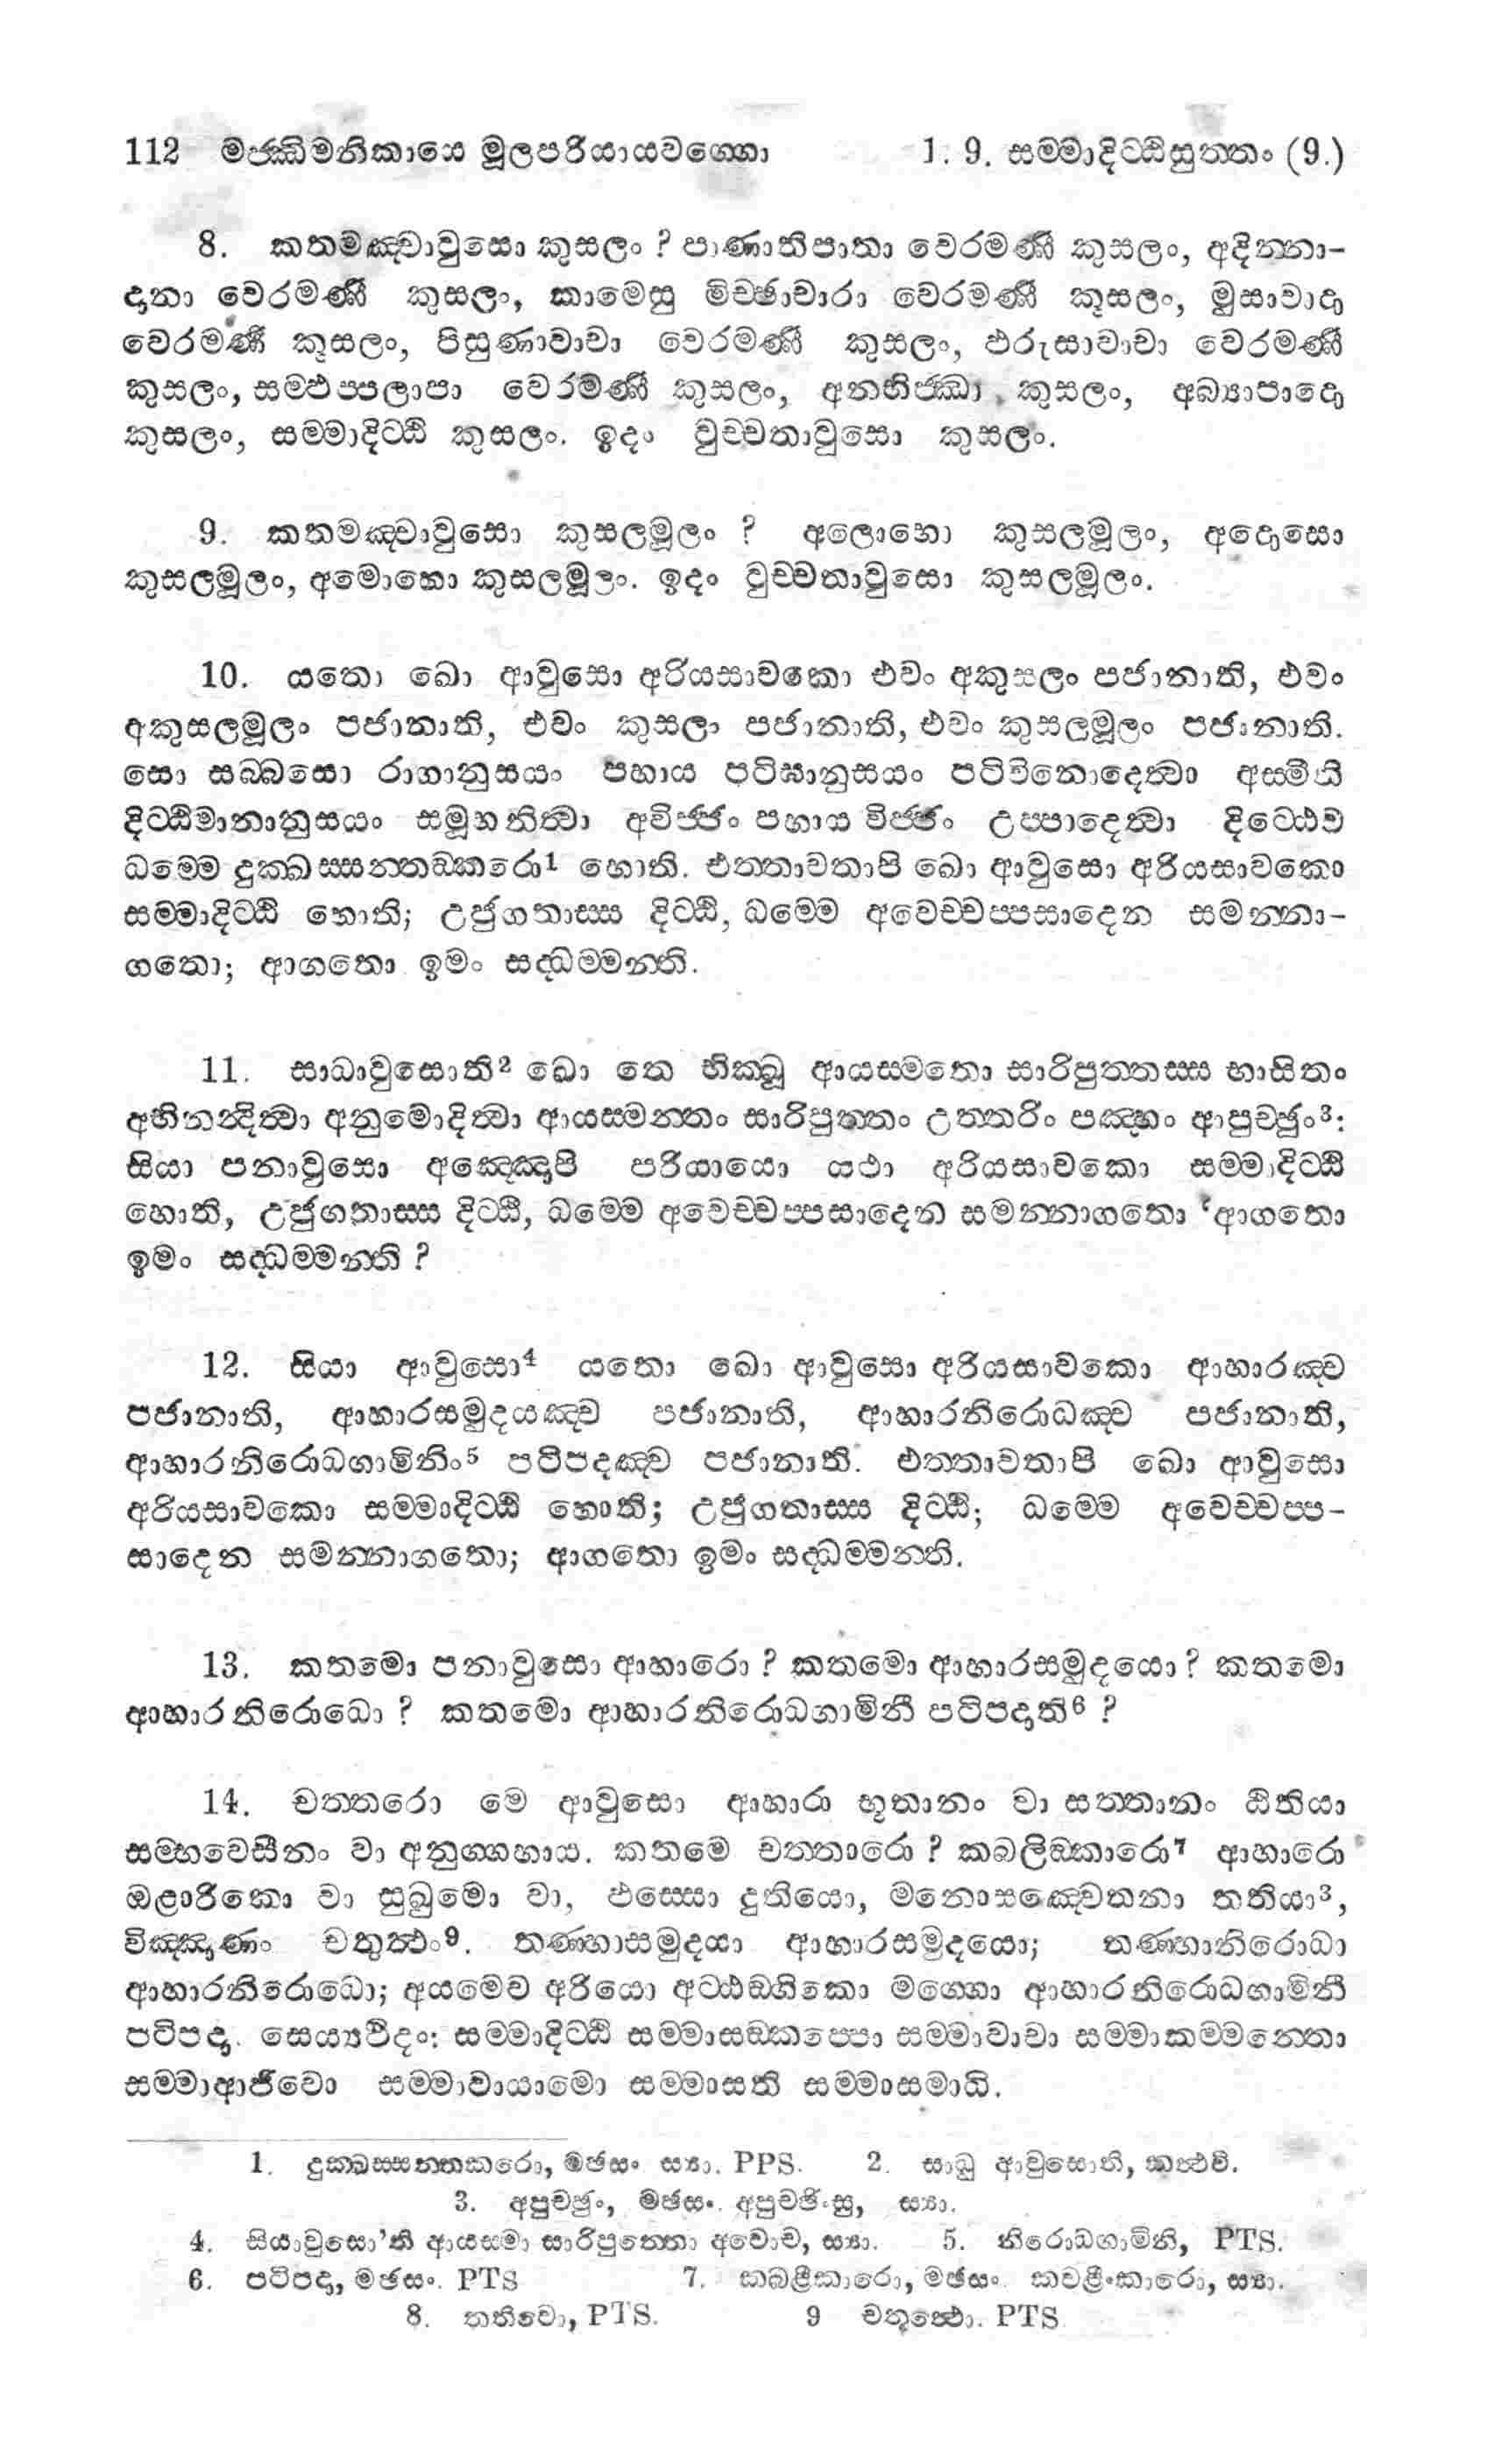 112 මජ්ඣිමනිකායෙ මූලපරියායවග්ගො 1. 9. සම්මාදිට්ඨිසුත්තං (9.)
8. කතමඤ්චාවුසො කුසලං ? පාණාතිපාතා වෙරමණී කුසලං, අදින්නා-
දානා වෙරමණී කුසලං, කාමෙසු මිච්ඡාචාරා වෙරමණී කුසලං, මුසාවාදා
වෙරමණී කුසලං, පිසුණාවාචා වෙරමණී කුසලං, ඵරුසාවාචා වෙරමණී
කුසලං, සම්ඵප්පලාපා වෙරමණී කුසලං, අනභිජ්ඣා කුසලං, අබ්‍යාපාදො
කුසලං, සම්මාදිට්ඨි කුසලං. ඉදං වුච්චතාවුසො කුසලං.
9. කතමඤ්චාවුසො කුසලමූලං ? අලොභො කුසලමූලං, අදොසො
කුසලමූලං, අමොහො කුසලමූලං. ඉදං වුච්චතාවුසො කුසලමූලං.
10. යතො ඛො ආවුසො අරියසාවකො එවං අකුසලං පජානාති, එවං
අකුසලමූලං පජානාති, එවං කුසලං පජානාති, එවං කුසලමූලං පජානාති.
සො සබ්බසො රාගානුසයං පහාය පටිඝානුසයං පටිවිනොදෙත්වා අස්මීති
දිට්ඨිමානානුසයං සමූහනිත්වා අවිජ්ජං පහාය විජ්ජං උප්පාදෙත්වා දිට්ඨෙව
ධම්මෙ දුක්ඛස්සන්තඞ්කරො1 හොති. එත්තාවතාපි ඛො ආවුසො අරියසාවකො
සම්මාදිට්ඨි හොති; උජුගතාස්ස දිට්ඨි, ධම්මෙ අවෙච්චප්පසාදෙන සමන්නා-
ගතො; ආගතො ඉමං සද්ධම්මන්ති.
11. සාධාවුසොති2 ඛො තෙ භික්ඛූ ආයස්මතො සාරිපුත්තස්ස භාසිතං
අභිනන්දිත්වා අනුමොදිත්වා ආයස්මන්තං සාරිපුත්තං උත්තරිං පඤ්හං ආපුච්ඡුං3:
සියා පනාවුසො අඤ්ඤොපි පරියායො යථා අරියසාවකො සම්මාදිට්ඨි
හොති, උජුගතාස්ස දිට්ඨි, ධම්මෙ අවෙච්චප්පසාදෙන සමන්නාගතො ආගතො
ඉමං සද්ධම්මන්ති ?
12. සියා ආවුසො4 යතො ඛො ආවුසො අරියසාවකො ආහාරඤ්ච
පජානාති, ආහාරසමුදයඤ්ච පජානාති, ආහාරනිරොධඤ්ච පජානාති,
ආහාරනිරොධගාමිනිං5 පටිපදඤ්ච පජානාති. එත්තාවතාපි ඛො ආවුසො
අරියසාවකො සම්මාදිට්ඨි හොති; උජුගතාස්ස දිට්ඨි; ධම්මෙ අවෙච්චප්ප-
සාදෙන සමන්නාගතො; ආගතො ඉමං සද්ධම්මන්ති.
13. කතමො පනාවුසො ආහාරො ? කතමො ආහාරසමුදයො ? කතමො
ආහාරනිරොධො ? කතමො ආහාරනිරොධගාමිනී පටිපදාති6 ?
14. චත්තරො මෙ ආවුසො ආහාරා භූතානං වා සත්තානං ඨිතියා
සම්භවෙසීනං වා අනුග්ගහාය. කතමෙ චත්තාරො ? කබලිඞ්කාරො7 ආහාරො
ඔළාරිකො වා සුඛුමො වා, ඵස්සො දුතියො, මනොසඤ්චෙතනා තතියා3,
විඤ්ඤාණං චතුත්ථං9. තණ්හාසමුදයා ආහාරසමුදයො; තණ්හානිරොධා
ආහාරනිරොධො; අයමෙව අරියො අට්ඨඞ්ගිකො මග්ගො ආහාරනිරොධගාමිනී
පටිපදා. සෙය්‍යථිදං: සම්මාදිට්ඨි සම්මාසඞ්කප්පො සම්මාවාචා සම්මාකම්මන්තො
සම්මාආජීවො සම්මාවායාමො සම්මාසති සම්මාසමාධි.
1. දුක්ඛස්සන්තකරො, මඡසං ස්‍යා. PPS. 2. සාධු ආවුසොති, කත්ථචි.
3. අපුච්ඡුං, මඡසං. අපුච්ඡිංසු, ස්‍යා.
4. සියාවුසො'ති ආයස්මා සාරිපුත්තො අවොච, ස්‍යා. 5. නිරොධගාමිනි, PTS.
6. පටිපදා, මඡසං. PTS 7. කබළීකාරො, මඡසං. කවළීංකාරො, ස්‍යා.
8. තතියො, PTS. 9 චතුත්ථො. PTS